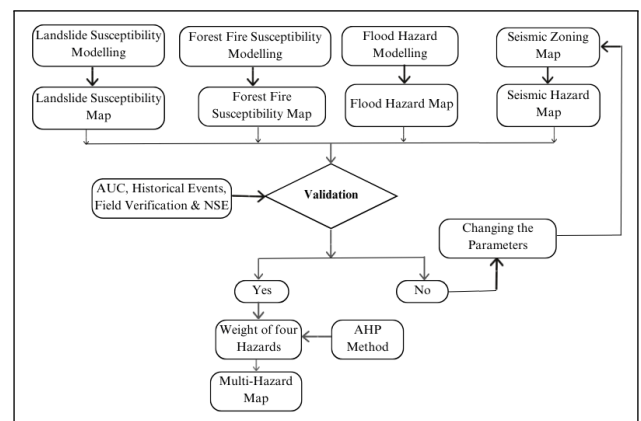 Landslide Susceptibility
Modelling
Forest Fire Susceptibility
Modelling
Flood Hazard
Modelling
Seismic Zoning
Map
Landslide Susceptibility
Map
Forest Fire
Susceptibility Map
Flood Hazard Map
Seismic Hazard
Map
AUC, Historical Events,
Field Verification & NSE
Validation
Changing the
Parameters
Yes
No
Weight of four
Hazards
AHP
Method
Multi-Hazard
Map